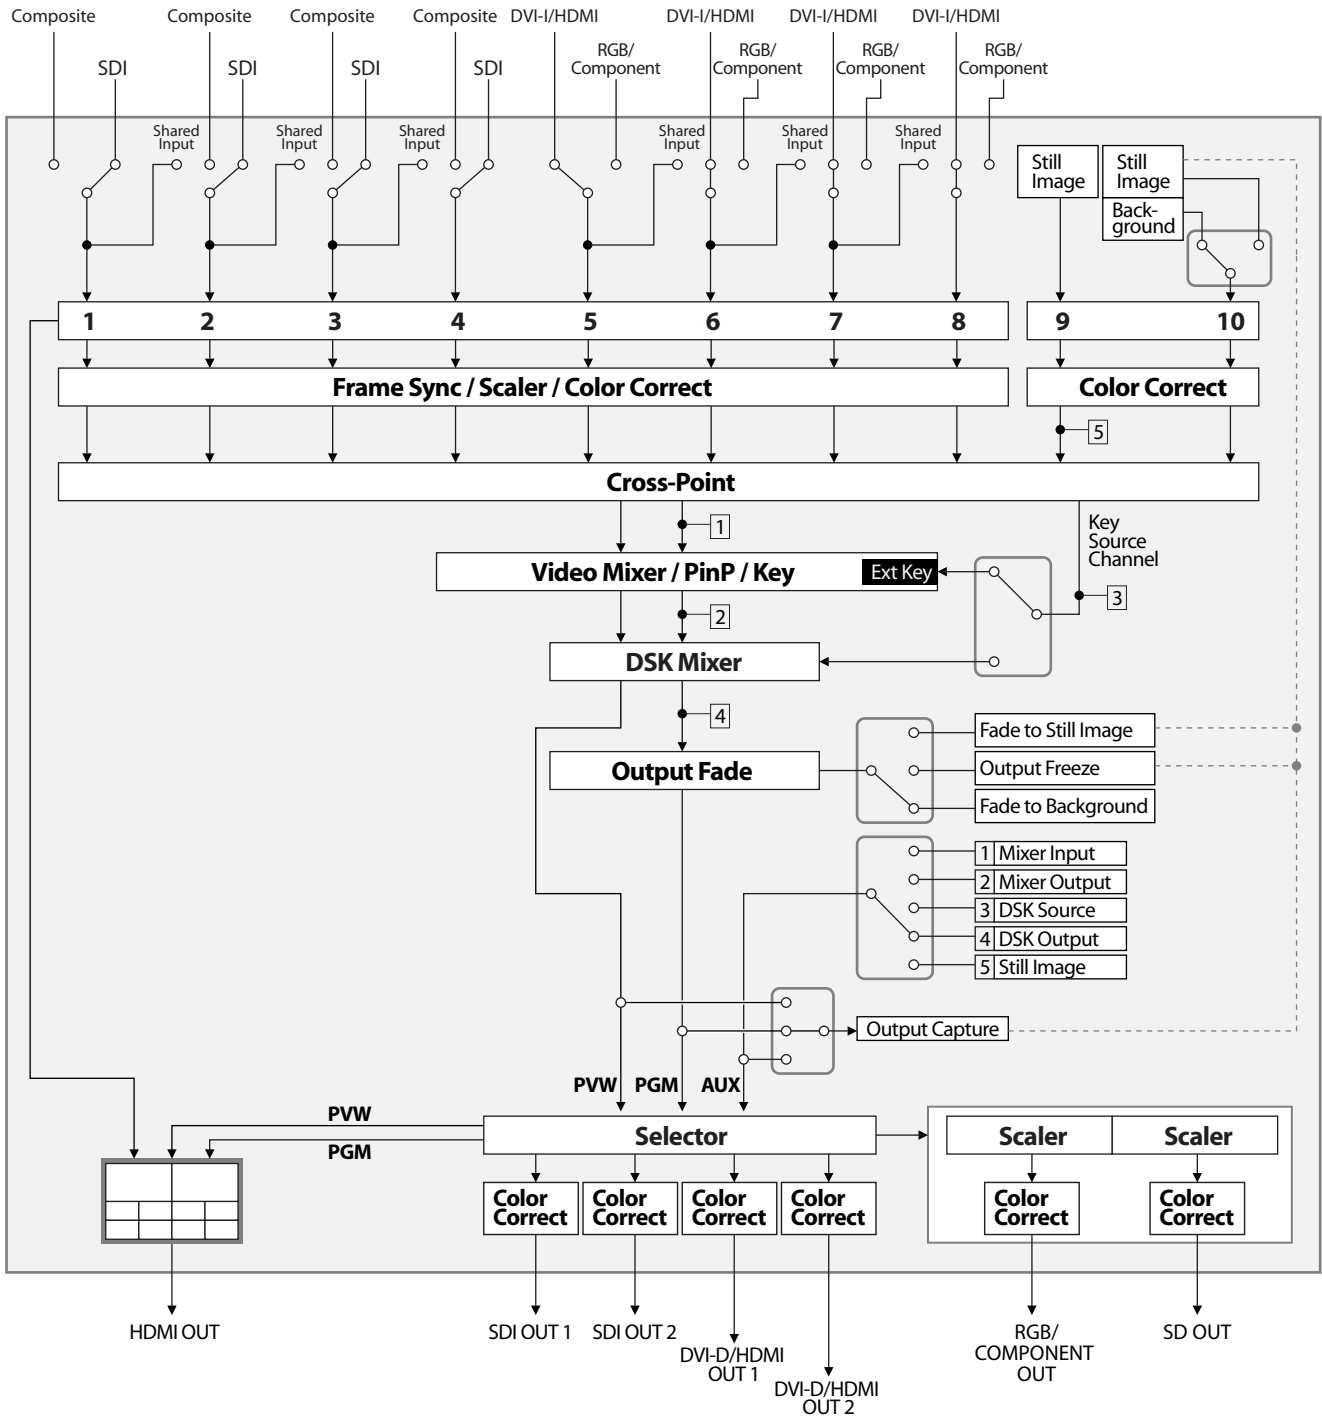 Composite
Composite
Composite
Composite
DVI-I/HDMI
DVI-I/HDMI
DVI-I/HDMI
DVI-I/HDMI
SDI
SDI
SDI
SDI
RGB/
Component
RGB/
Component
RGB/
Component
RGB/
Component
Shared
Input
Shared
Input
Shared
Input
Shared
Input
Shared
Input
Shared
Input
Still
Image
Still
Image
Back-
ground
1
2
3
4
5
6
7
8
9
10
Frame Sync / Scaler / Color Correct
Color Correct
5
Cross-Point
1
Key
Source
Channel
Video Mixer / PinP / Key
Ext Key
3
2
DSK Mixer
4
Output Fade
Fade to Still Image
Output Freeze
Fade to Background
1 Mixer Input
2 Mixer Output
3 DSK Source
4 DSK Output
5 Still Image
Output Capture
PVW
PGM
AUX
PVW
PGM
Selector
Scaler
Scaler
Color
Correct
Color
Correct
Color
Correct
Color
Correct
Color
Correct
Color
Correct
HDMI OUT
SDI OUT 1
SDI OUT 2
DVI-D/HDMI
OUT 1
DVI-D/HDMI
OUT 2
RGB/
COMPONENT
OUT
SD OUT